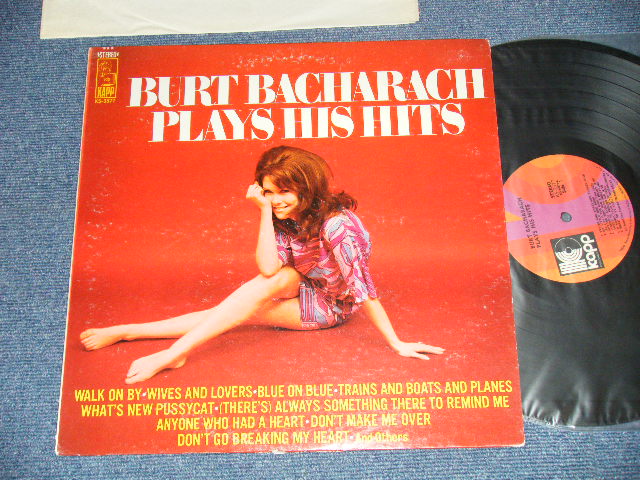 STEREO
KAPP
KS-3577
BURT BACHARACH
PLAYS HIS HITS
WALK ON BY•WIVES AND LOVERS•BLUE ON BLUE•TRAINS AND BOATS AND PLANES
WHAT'S NEW PUSSYCAT•(THERE'S) ALWAYS SOMETHING THERE TO REMIND ME
ANYONE WHO HAD A HEART•DON'T MAKE ME OVER
DON'T GO BREAKING MY HEART•And Others
BURT BACHARACH
PLAYS HIS HITS
STEREO
kapp